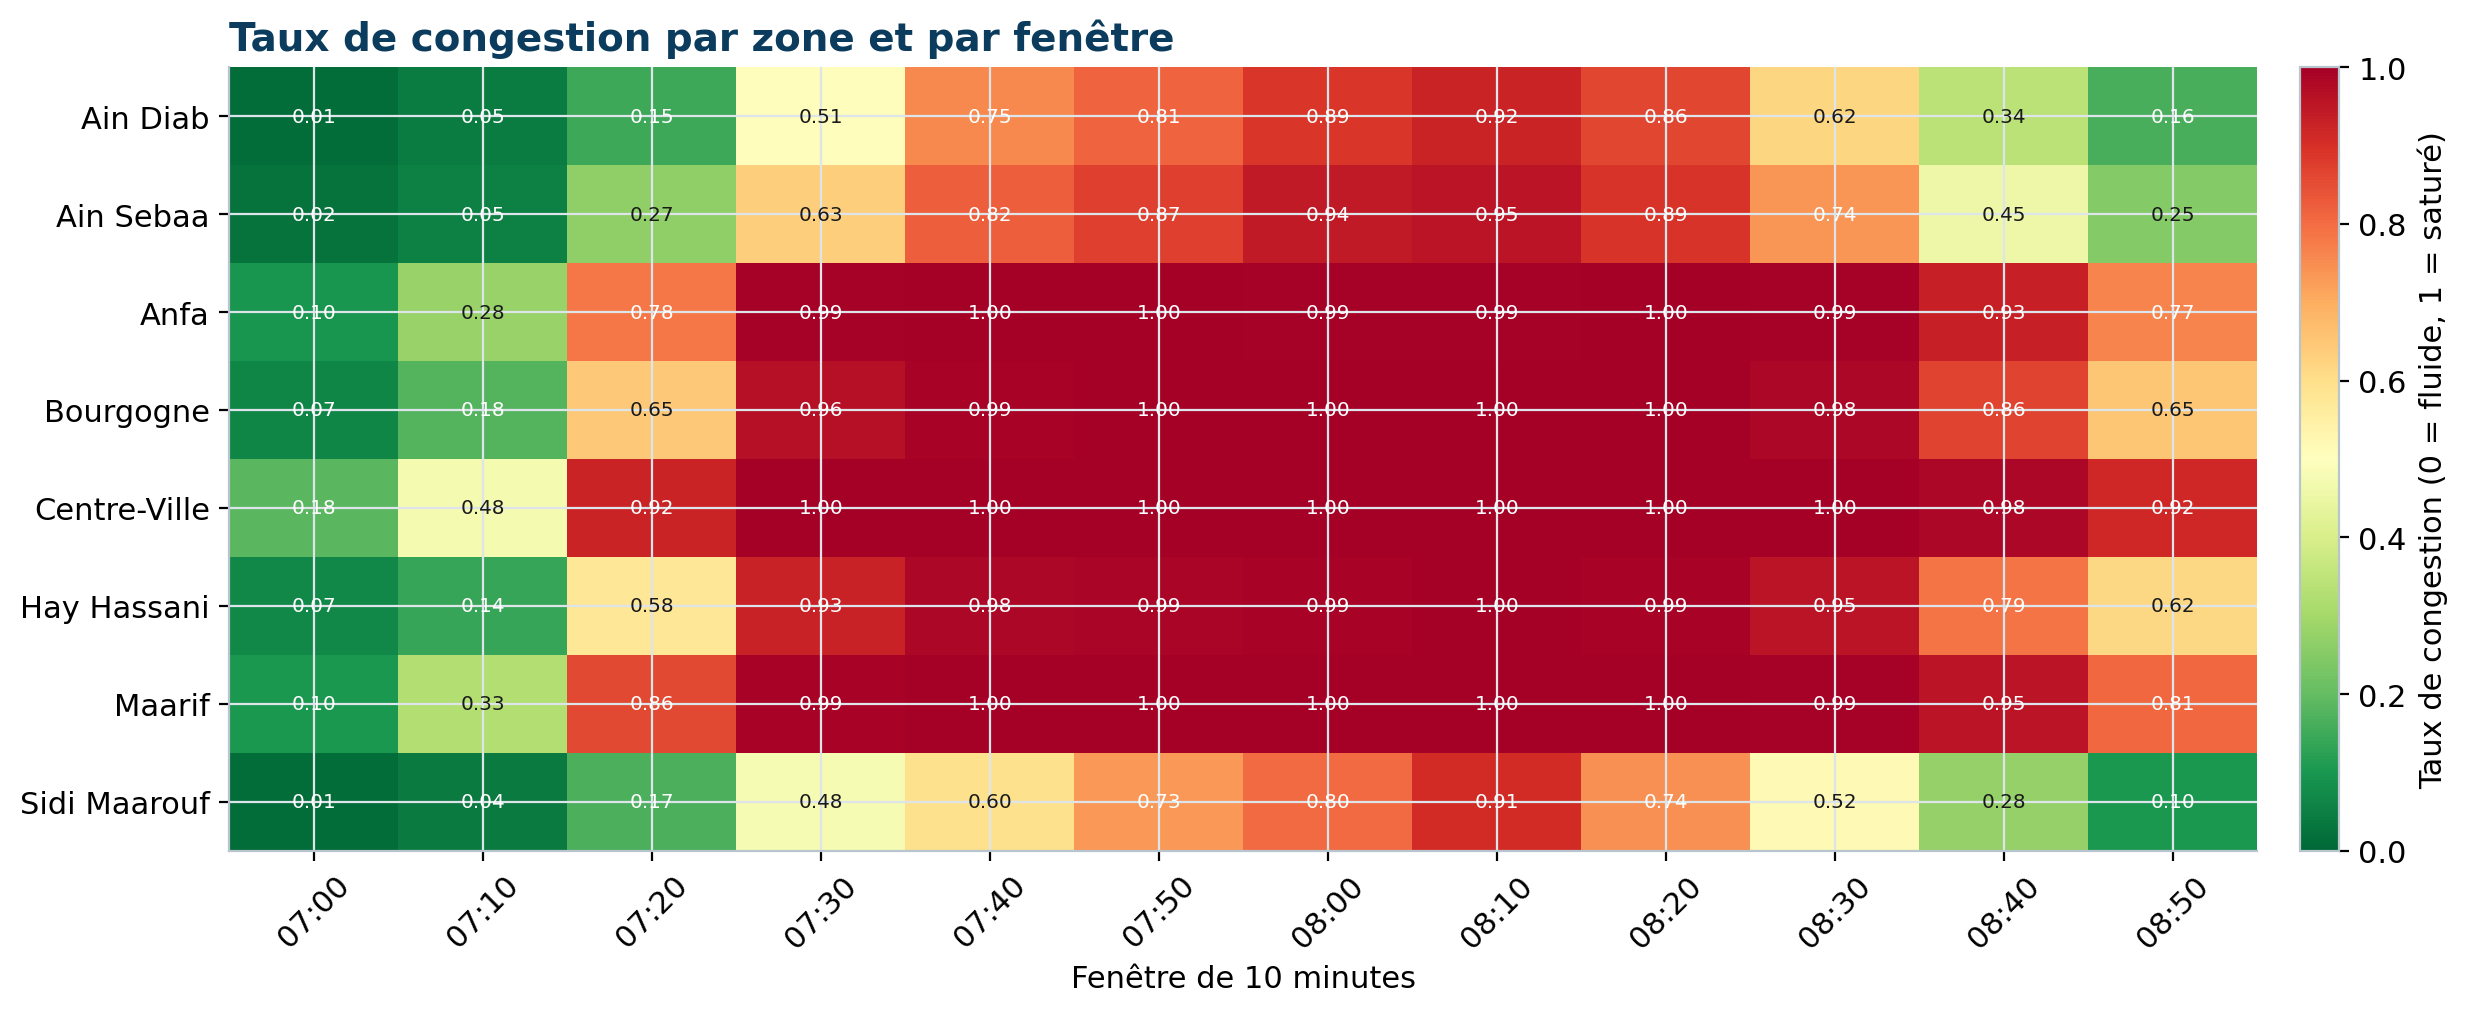 Taux de congestion par zone et par fenêtre
Ain Diab 0.01 0.05 0.15 0.51 0.75 0.81 0.89 0.92 0.86 0.62 0.34 0.16
Ain Sebaa 0.02 0.05 0.27 0.63 0.82 0.87 0.94 0.95 0.89 0.74 0.45 0.25
Anfa 0.10 0.28 0.78 0.99 1.00 1.00 0.99 0.99 1.00 0.99 0.93 0.77
Bourgogne 0.07 0.18 0.65 0.96 0.99 1.00 1.00 1.00 1.00 0.98 0.86 0.65
Centre-Ville 0.18 0.48 0.92 1.00 1.00 1.00 1.00 1.00 1.00 1.00 0.98 0.92
Hay Hassani 0.07 0.14 0.58 0.93 0.98 0.99 0.99 1.00 0.99 0.95 0.79 0.62
Maarif 0.10 0.33 0.86 0.99 1.00 1.00 1.00 1.00 1.00 0.99 0.95 0.81
Sidi Maarouf 0.01 0.04 0.17 0.48 0.60 0.73 0.80 0.91 0.74 0.52 0.28 0.10
07:00 07:10 07:20 07:30 07:40 07:50 08:00 08:10 08:20 08:30 08:40 08:50
Fenêtre de 10 minutes
1.0
0.8
0.6
0.4
0.2
0.0
Taux de congestion (0 = fluide, 1 = saturé)